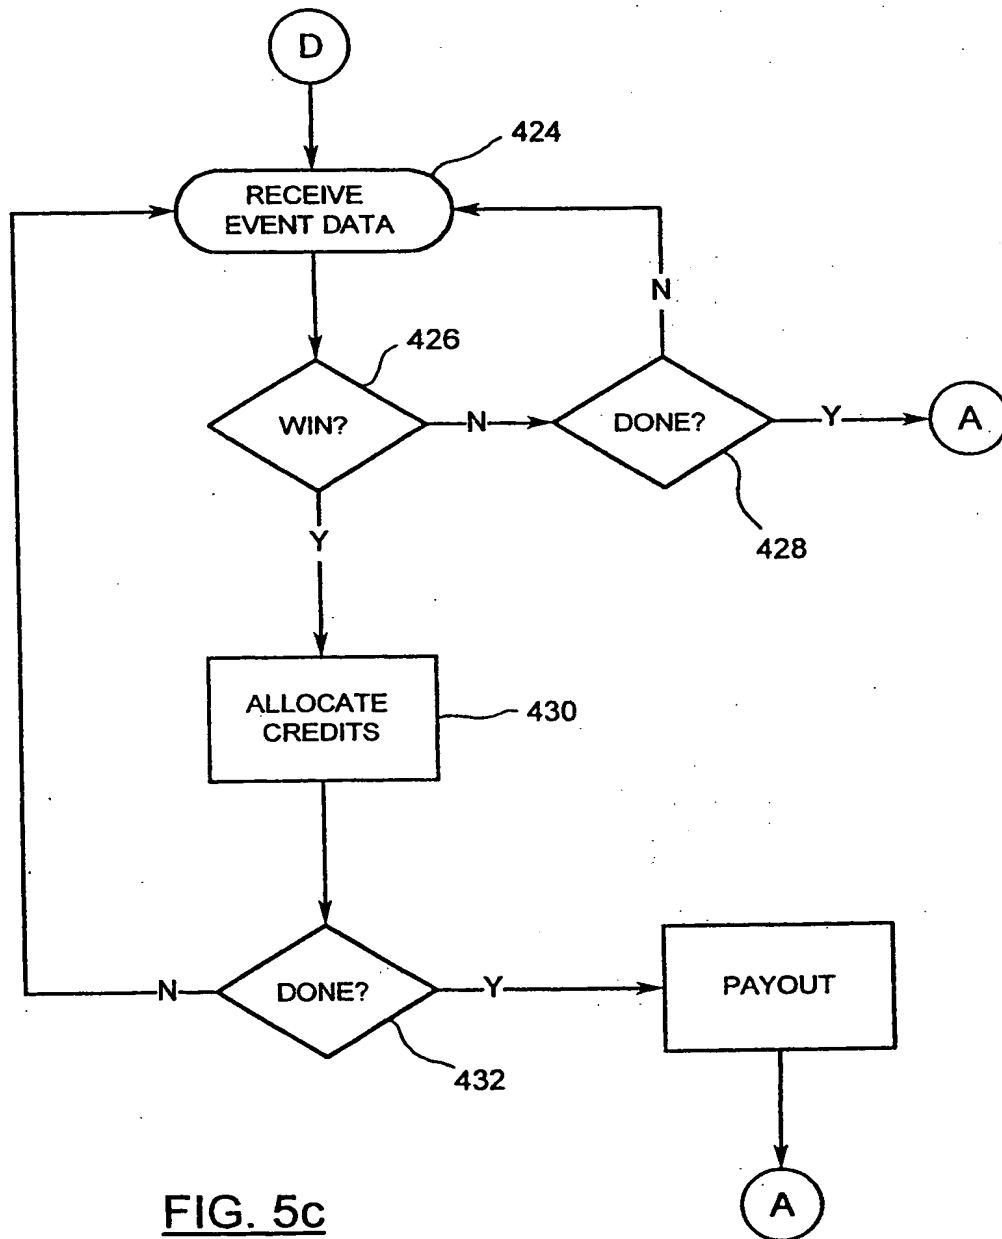 D
424
RECEIVE
EVENT DATA
N
426
WIN?
N
DONE?
Y
A
428
Y
ALLOCATE
CREDITS
430
N
DONE?
Y
PAYOUT
432
A
FIG. 5c